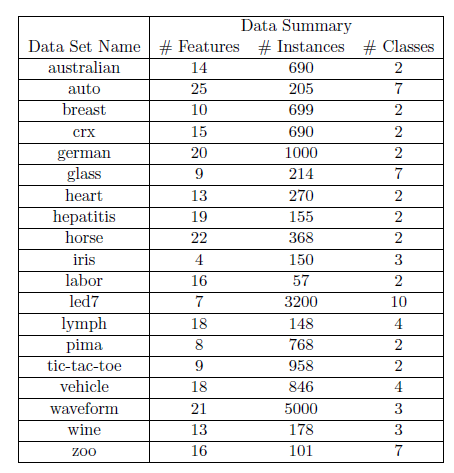 Data Summary
Data Set Name # Features # Instances # Classes
australian 14 690 2
auto 25 205 7
breast 10 699 2
crx 15 690 2
german 20 1000 2
glass 9 214 7
heart 13 270 2
hepatitis 19 155 2
horse 22 368 2
iris 4 150 3
labor 16 57 2
led7 7 3200 10
lymph 18 148 4
pima 8 768 2
tic-tac-toe 9 958 2
vehicle 18 846 4
waveform 21 5000 3
wine 13 178 3
zoo 16 101 7